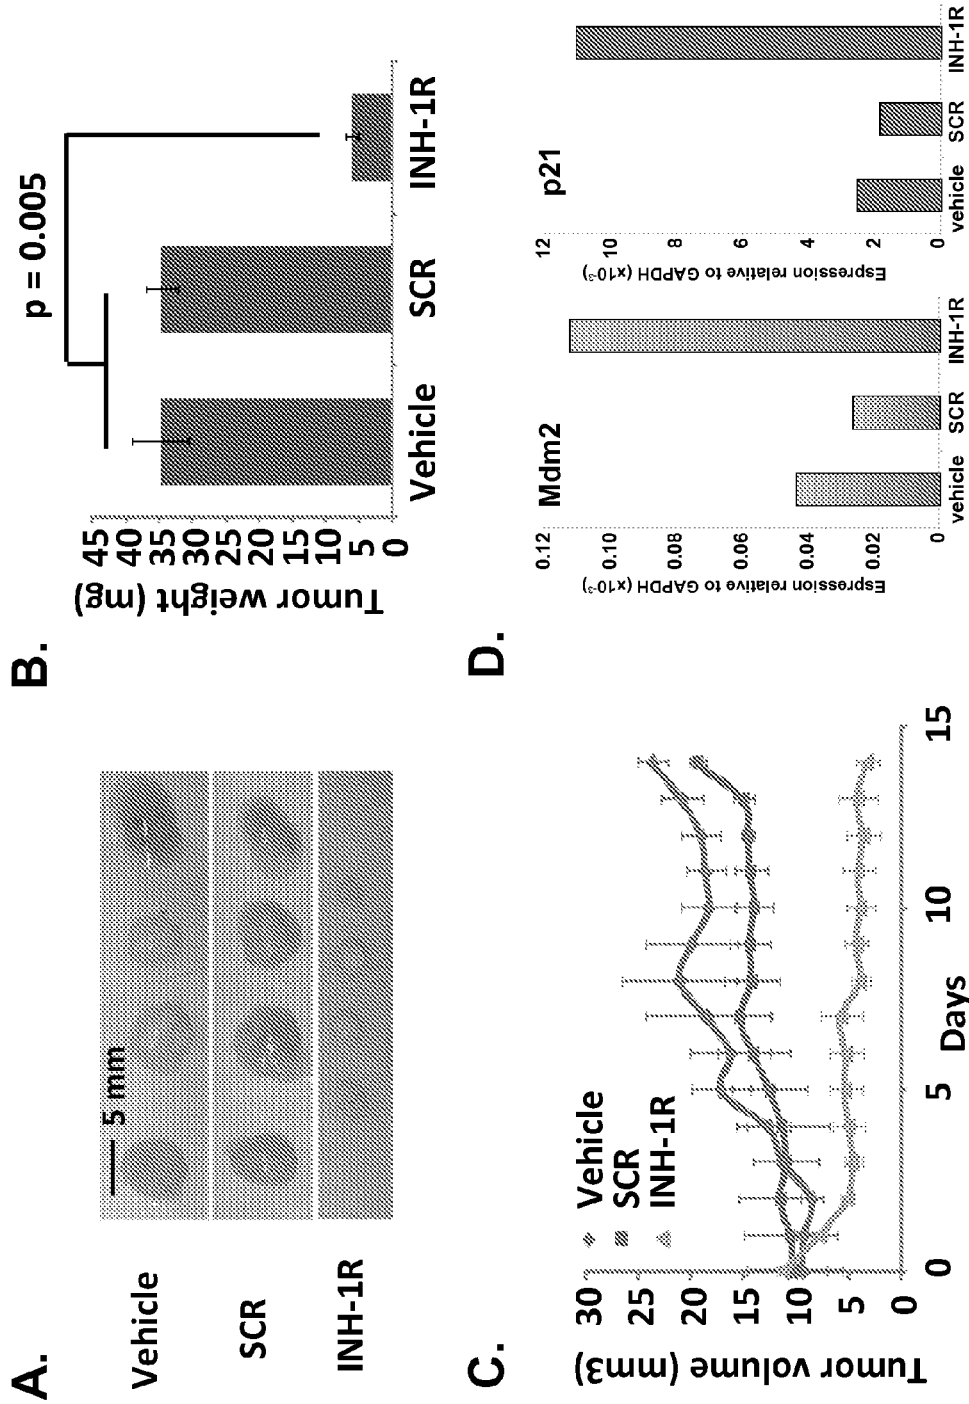 A.
5 mm
Vehicle
SCR
INH-1R
B.
p = 0.005
Tumor weight (mg)
45
40
35
30
25
20
15
10
5
0
Vehicle
SCR
INH-1R
C.
Tumor volume (mm3)
30
25
20
15
10
5
0
Vehicle
SCR
INH-1R
0
5
10
15
Days
D.
Mdm2
Espression relative to GAPDH (x10⁻³)
0.12
0.10
0.08
0.06
0.04
0.02
0
vehicle
SCR
INH-1R
p21
Espression relative to GAPDH (x10⁻³)
12
10
8
6
4
2
0
vehicle
SCR
INH-1R